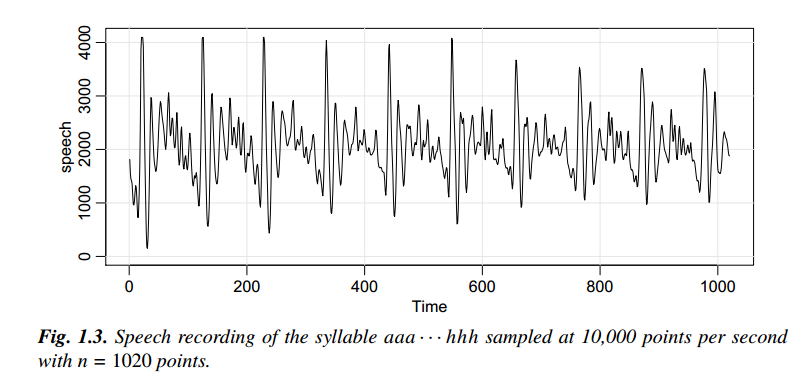 4000
3000
2000
1000
0
speech
0 200 400 600 800 1000
Time
Fig. 1.3. Speech recording of the syllable aaa · · · hhh sampled at 10,000 points per second
with n = 1020 points.